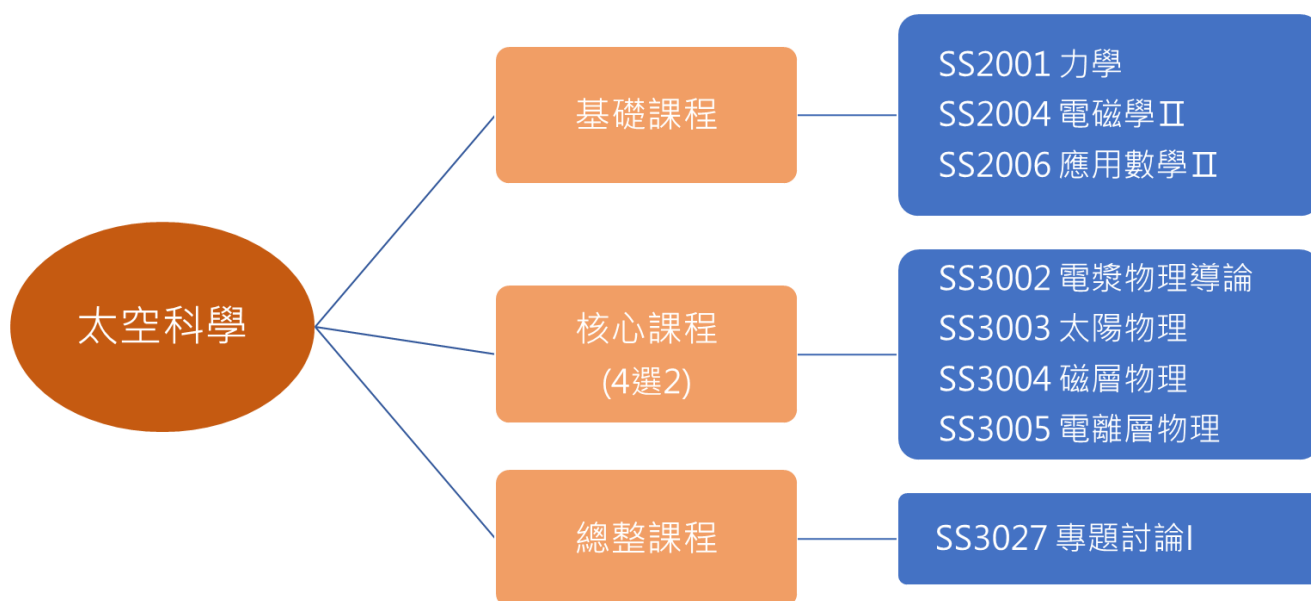 太空科學
基礎課程
SS2001 力學
SS2004 電磁學Ⅱ
SS2006 應用數學Ⅱ
核心課程
(4選2)
SS3002 電漿物理導論
SS3003 太陽物理
SS3004 磁層物理
SS3005 電離層物理
總整課程
SS3027 專題討論I